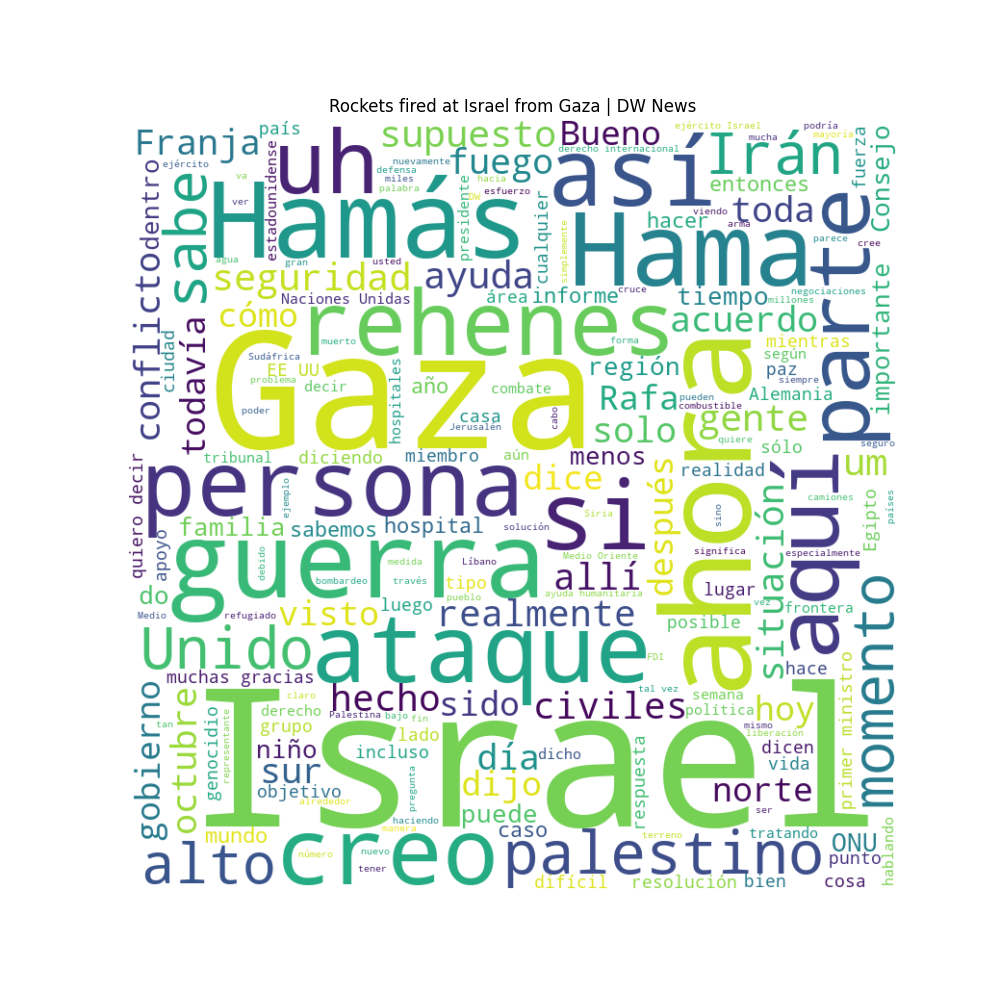 Rockets fired at Israel from Gaza | DW News
Franja
país
uh
supuesto
Bueno
ejército Israel
mucha
podría
mayoría
ejército
va
ver
estadounidense
nuevamente
defensa
miles
palabra
hacia
DW
esfuerzo
derecho internacional
fuego
así
Irán
entonces
fuerza
Consejo
conflictodentro
sabe
Hamás
presidente
cualquier
simplemente
Hama
hacer
viendo
arma
toda
parte
parece
cree
agua
gran
usted
seguridad
ayuda
Naciones Unidas
área
informe
cruce
tiempo
negociaciones
millones
importante
todavía
cómo
rehenes
acuerdo
ciudad
muerto
forma
mientras
Sudáfrica
EE UU
problema
decir
poder
Gaza
hospitales
año
combate
casa
Jerusalén
cabo
región
Rafa
solo
pueden
combustible
gente
ahora
según
paz
siempre
Alemania
quiere
sólo
seguro
tribunal
diciendo
miembro
aún
menos
quiero decir
persona
ejemplo
dice
si
después
realidad
sino
aquí
um
camiones
países
Egipto
familia
sabemos
hospital
solución
Siria
Medio Oriente
significa
especialmente
situación
apoyo
debido
guerra
medida
Líbano
bombardeo
través
tipo
pueblo
allí
ayuda humanitaria
lugar
vez
frontera
do
Medio
refugiado
visto
luego
realmente
posible
momento
Unido
ataque
FDI
hace
muchas gracias
tal vez
semana
política
gobierno
octubre
tan
genocidio
representante
claro
derecho
grupo
Palestina
bajo
fin
hecho
sido
civiles
hoy
mismo
liberación
primer ministro
niño
lado
incluso
día
dicho
dicen
vida
sur
objetivo
alrededor
pregunta
dijo
respuesta
norte
ser
Israel
mundo
haciendo
manera
puede
caso
terreno
tratando
hablando
alto
número
nuevo
tener
creo
palestino
difícil
resolución
bien
ONU
punto
cosa